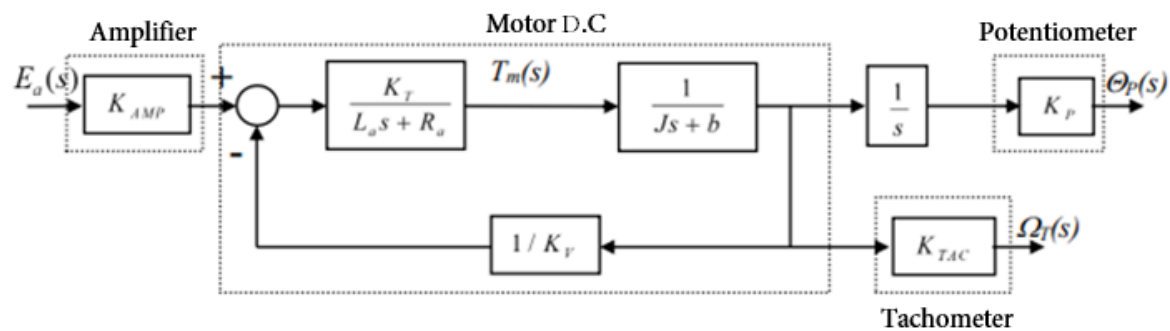 Amplifier
Motor D.C
Potentiometer
E_a(s)
K_AMP
+
-
K_T
L_a s + R_a
T_m(s)
1
Js + b
1
s
K_P
Θ_P(s)
1 / K_V
K_TAC
Ω_T(s)
Tachometer